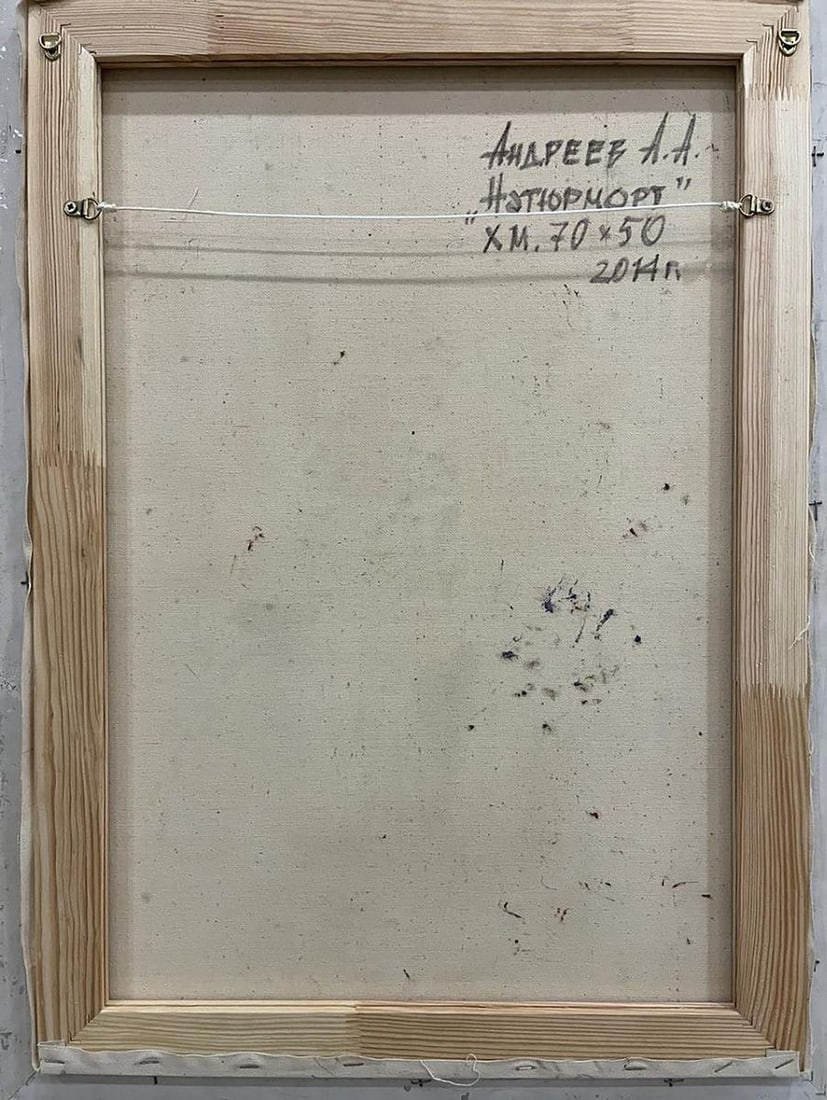 Андреев А.А.
"Натюрморт"
х.м. 70×50
2014г.